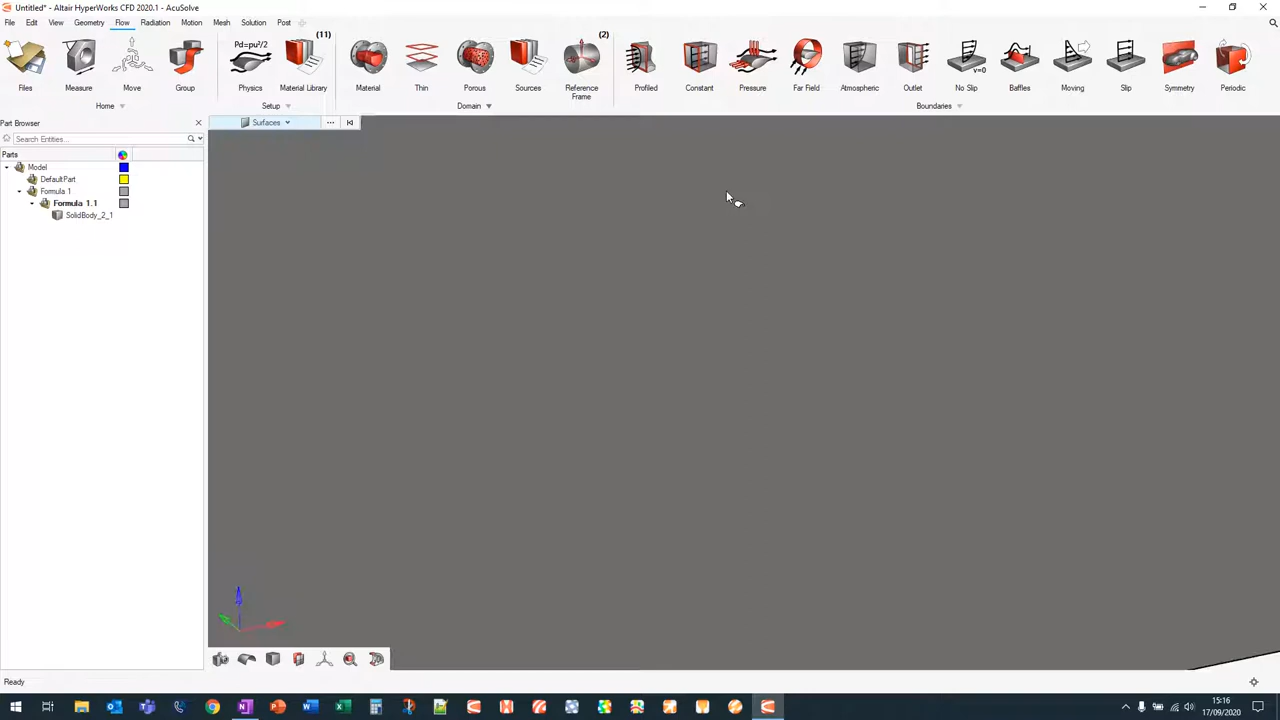 Untitled* - Altair HyperWorks CFD 2020.1 - AcuSolve
File Edit View Geometry Flow Radiation Motion Mesh Solution Post
Pd=ρu²/2 (11) (2) v=0
Files Measure Move Group Physics Material Library Material Thin Porous Sources Reference Frame Profiled Constant Pressure Far Field Atmospheric Outlet No Slip Baffles Moving Slip Symmetry Periodic
Home Setup Domain Boundaries
Part Browser
Surfaces
Search Entities...
Parts
Model
DefaultPart
Formula 1
Formula 1.1
SolidBody_2_1
Ready
15:16
17/09/2020